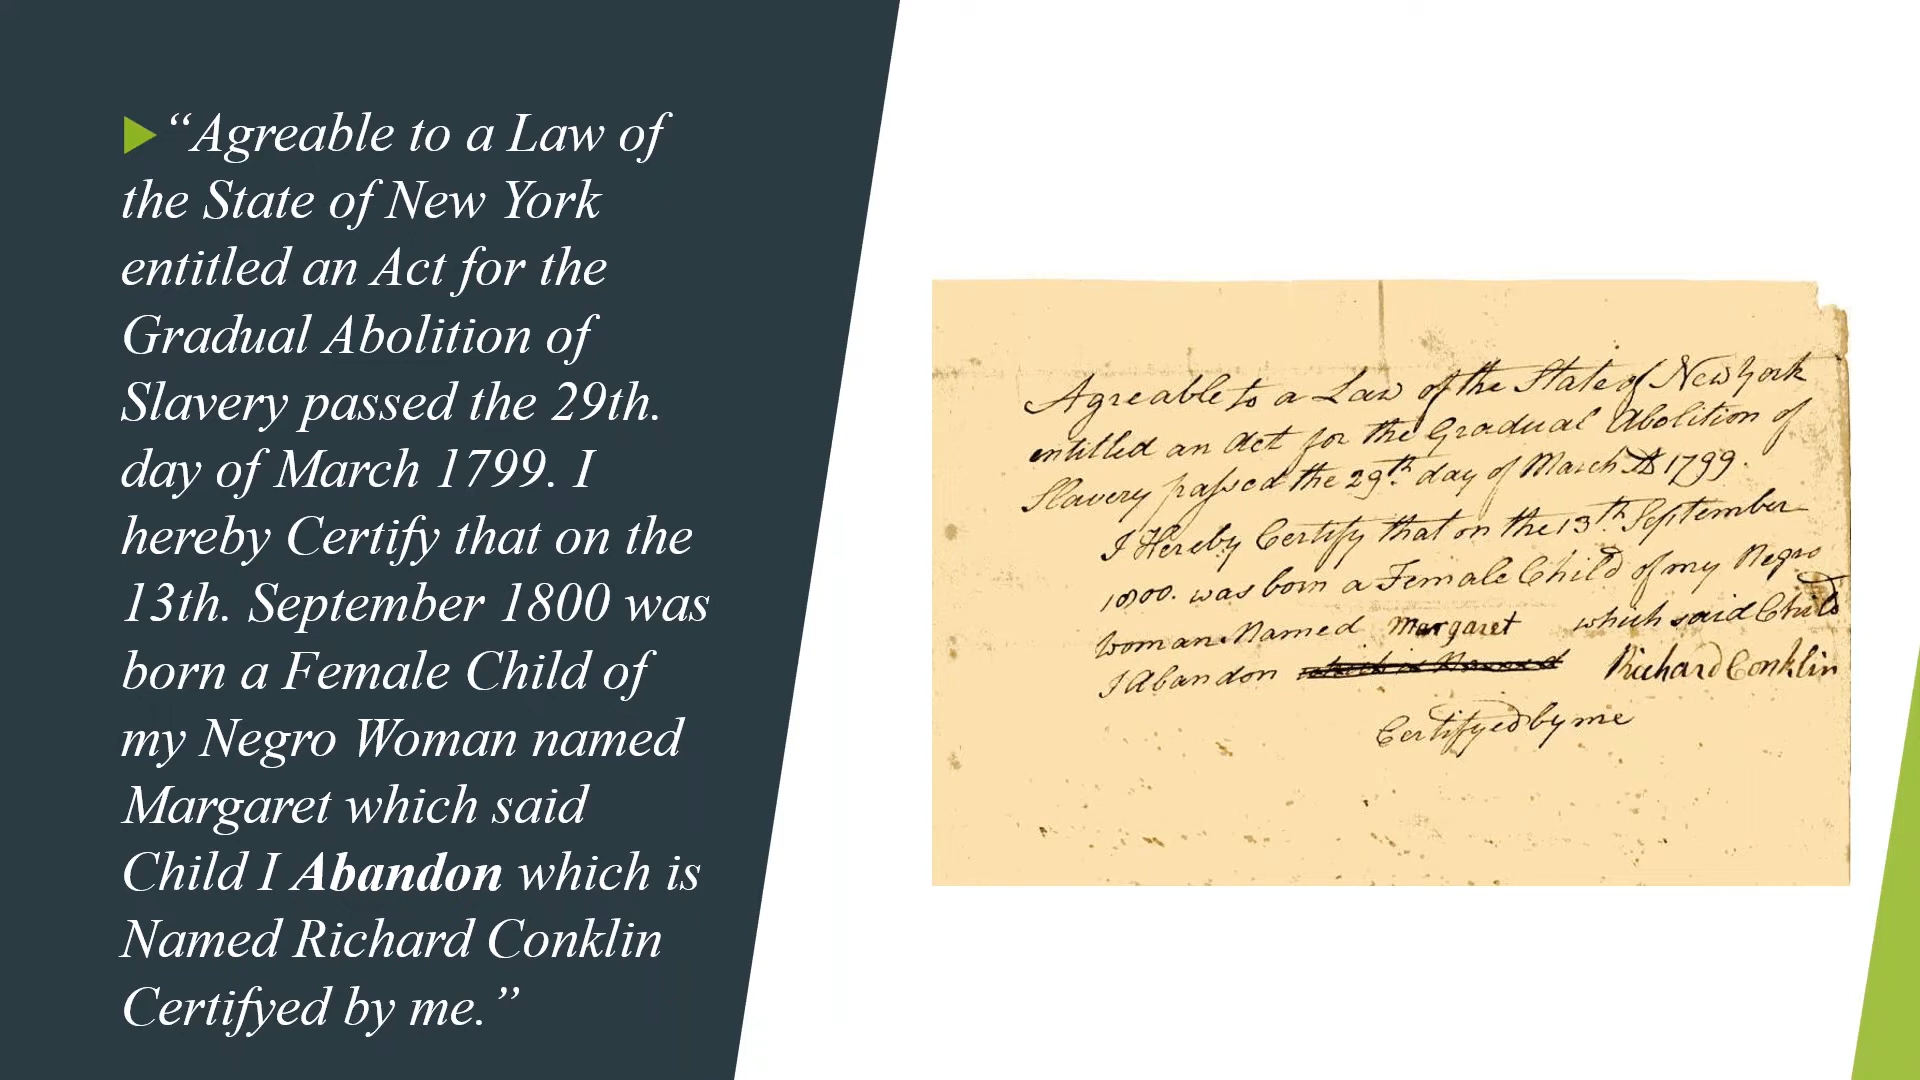 “Agreable to a Law of
the State of New York
entitled an Act for the
Gradual Abolition of
Slavery passed the 29th.
day of March 1799. I
hereby Certify that on the
13th. September 1800 was
born a Female Child of
my Negro Woman named
Margaret which said
Child I Abandon which is
Named Richard Conklin
Certifyed by me.”
Agreable to a Law of the State of New York
entitled an Act for the Gradual Abolition of
Slavery passed the 29th. day of March AD 1799.
I Hereby Certify that on the 13th September
1800. was born a Female Child of my Negro
woman Named Margaret which said Child
I Abandon which is Named Richard Conklin
Certifyed by me